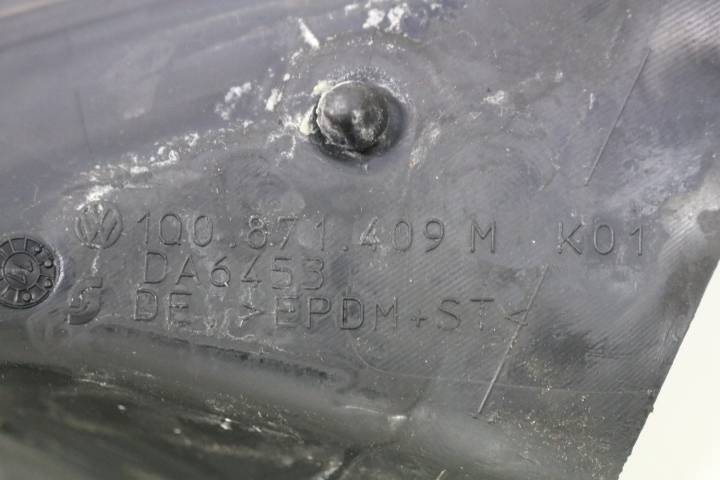 1Q0.871.409 M K01
DA6453
DE >EPDM+ST<